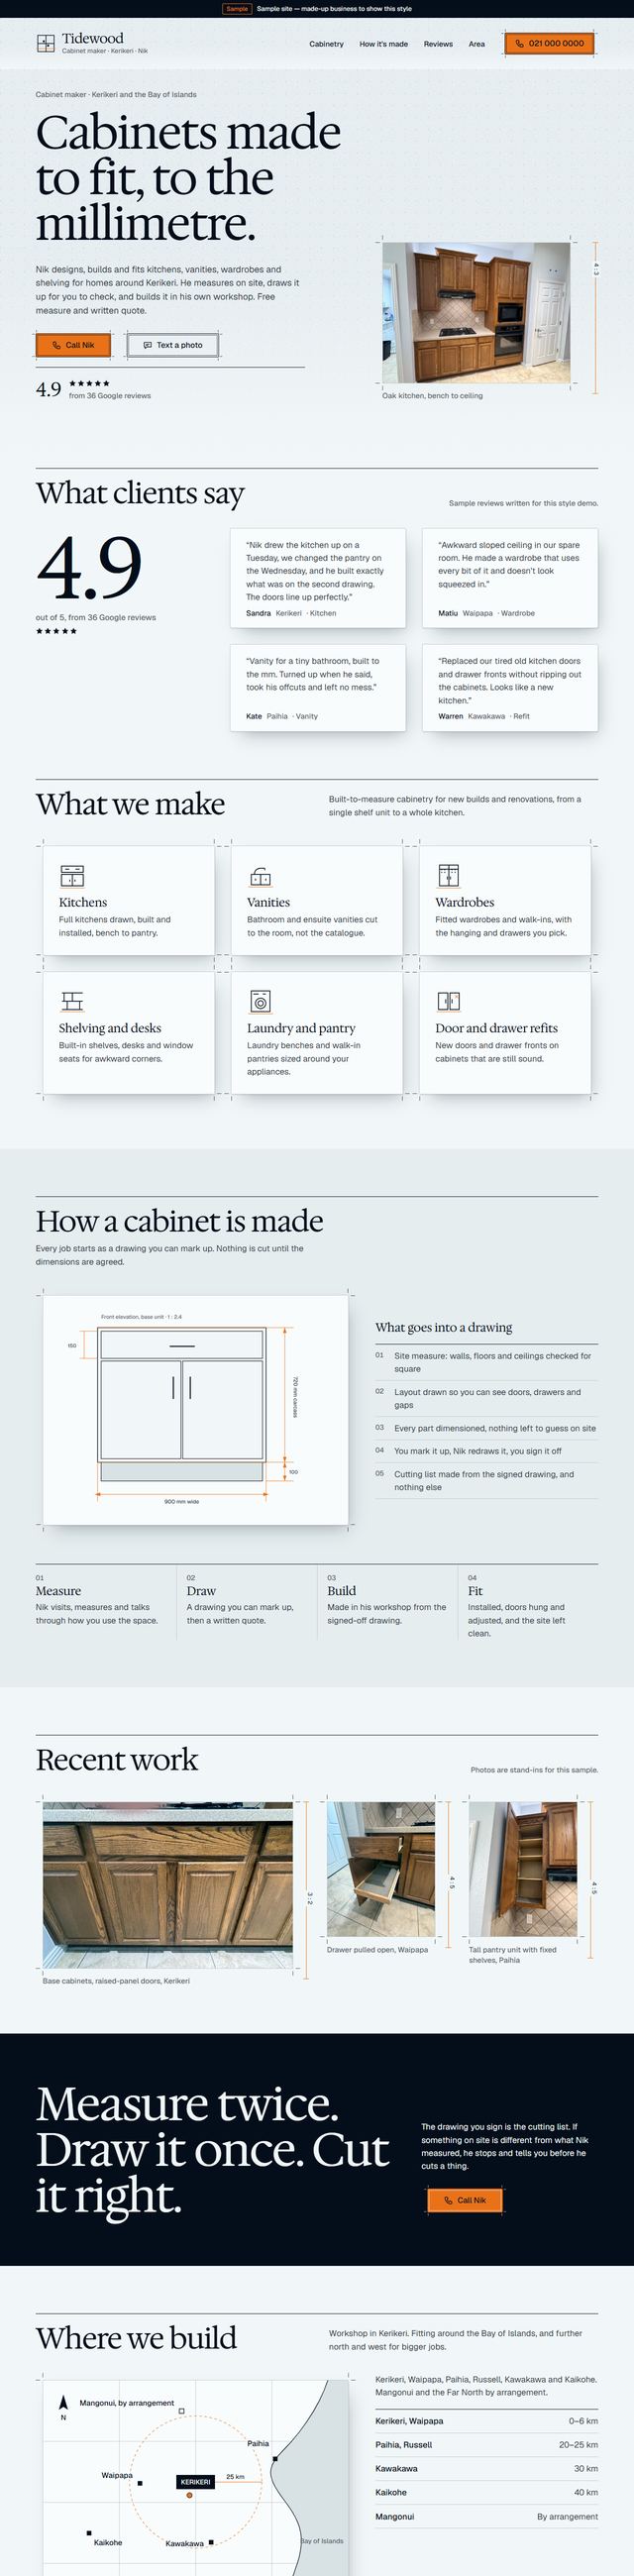 Sample Sample site — made-up business to show this style
Tidewood
Cabinet maker · Kerikeri · Nik
Cabinetry How it's made Reviews Area 021 000 0000
Cabinet maker · Kerikeri and the Bay of Islands
Cabinets made
to fit, to the
millimetre.
Nik designs, builds and fits kitchens, vanities, wardrobes and
shelving for homes around Kerikeri. He measures on site, draws it
up for you to check, and builds it in his own workshop. Free
measure and written quote.
Call Nik Text a photo
4.9
from 36 Google reviews
4 : 3
Oak kitchen, bench to ceiling
What clients say
Sample reviews written for this style demo.
4.9
out of 5, from 36 Google reviews
“Nik drew the kitchen up on a
Tuesday, we changed the pantry on
the Wednesday, and he built exactly
what was on the second drawing.
The doors line up perfectly.”
Sandra Kerikeri · Kitchen
“Awkward sloped ceiling in our spare
room. He made a wardrobe that uses
every bit of it and doesn’t look
squeezed in.”
Matiu Waipapa · Wardrobe
“Vanity for a tiny bathroom, built to
the mm. Turned up when he said,
took his offcuts and left no mess.”
Kate Paihia · Vanity
“Replaced our tired old kitchen doors
and drawer fronts without ripping out
the cabinets. Looks like a new
kitchen.”
Warren Kawakawa · Refit
What we make
Built-to-measure cabinetry for new builds and renovations, from a
single shelf unit to a whole kitchen.
Kitchens
Full kitchens drawn, built and
installed, bench to pantry.
Vanities
Bathroom and ensuite vanities cut
to the room, not the catalogue.
Wardrobes
Fitted wardrobes and walk-ins, with
the hanging and drawers you pick.
Shelving and desks
Built-in shelves, desks and window
seats for awkward corners.
Laundry and pantry
Laundry benches and walk-in
pantries sized around your
appliances.
Door and drawer refits
New doors and drawer fronts on
cabinets that are still sound.
How a cabinet is made
Every job starts as a drawing you can mark up. Nothing is cut until the
dimensions are agreed.
Front elevation, base unit · 1 : 2.4
150
720 mm carcass
100
900 mm wide
What goes into a drawing
01 Site measure: walls, floors and ceilings checked for
square
02 Layout drawn so you can see doors, drawers and
gaps
03 Every part dimensioned, nothing left to guess on site
04 You mark it up, Nik redraws it, you sign it off
05 Cutting list made from the signed drawing, and
nothing else
01
Measure
Nik visits, measures and talks
through how you use the space.
02
Draw
A drawing you can mark up,
then a written quote.
03
Build
Made in his workshop from the
signed-off drawing.
04
Fit
Installed, doors hung and
adjusted, and the site left
clean.
Recent work
Photos are stand-ins for this sample.
3 : 2
Base cabinets, raised-panel doors, Kerikeri
4 : 5
Drawer pulled open, Waipapa
4 : 5
Tall pantry unit with fixed
shelves, Paihia
Measure twice.
Draw it once. Cut
it right.
The drawing you sign is the cutting list. If
something on site is different from what Nik
measured, he stops and tells you before he
cuts a thing.
Call Nik
Where we build
Workshop in Kerikeri. Fitting around the Bay of Islands, and further
north and west for bigger jobs.
N
Mangonui, by arrangement
Paihia
Waipapa
KERIKERI
25 km
Kaikohe
Kawakawa
Bay of Islands
Kerikeri, Waipapa, Paihia, Russell, Kawakawa and Kaikohe.
Mangonui and the Far North by arrangement.
Kerikeri, Waipapa 0–6 km
Paihia, Russell 20–25 km
Kawakawa 30 km
Kaikohe 40 km
Mangonui By arrangement